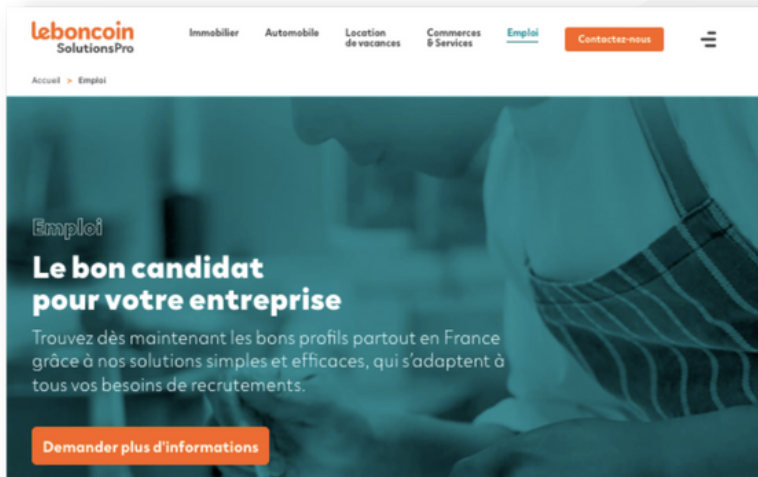 leboncoin
SolutionsPro
Immobilier
Automobile
Location
de vacances
Commerces
& Services
Emploi
Contactez-nous
Accueil > Emploi
Emploi
Le bon candidat
pour votre entreprise
Trouvez dès maintenant les bons profils partout en France
grâce à nos solutions simples et efficaces, qui s'adaptent à
tous vos besoins de recrutements.
Demander plus d'informations